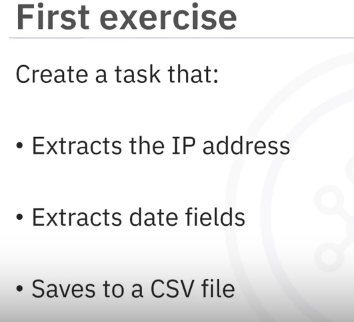 First exercise
Create a task that:
• Extracts the IP address
• Extracts date fields
• Saves to a CSV file